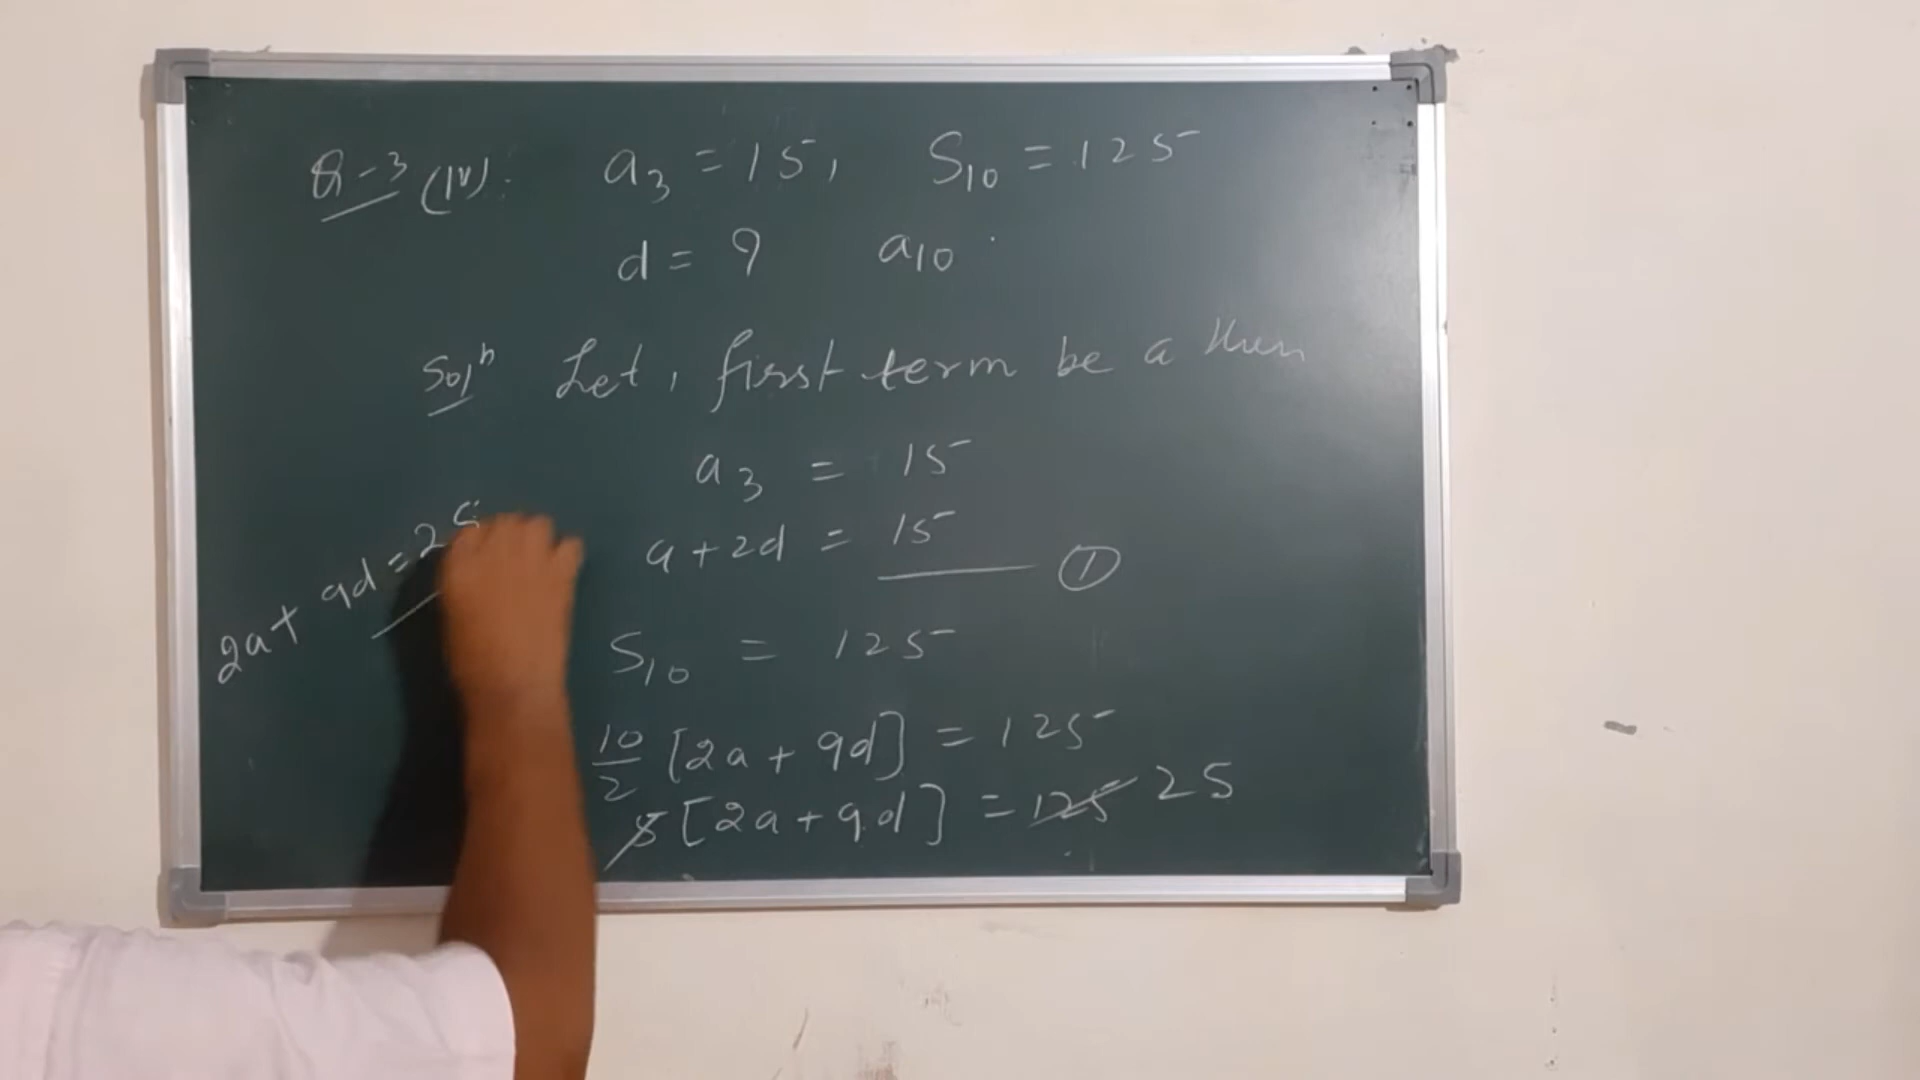 Q-3 (iv): a₃ = 15, S₁₀ = 125
d = ? a₁₀
Solⁿ Let, first term be a then
a₃ = 15
a + 2d = 15 ①
2a + 9d = 25
S₁₀ = 125
10/2 [2a + 9d] = 125
5 [2a + 9d] = 125 25